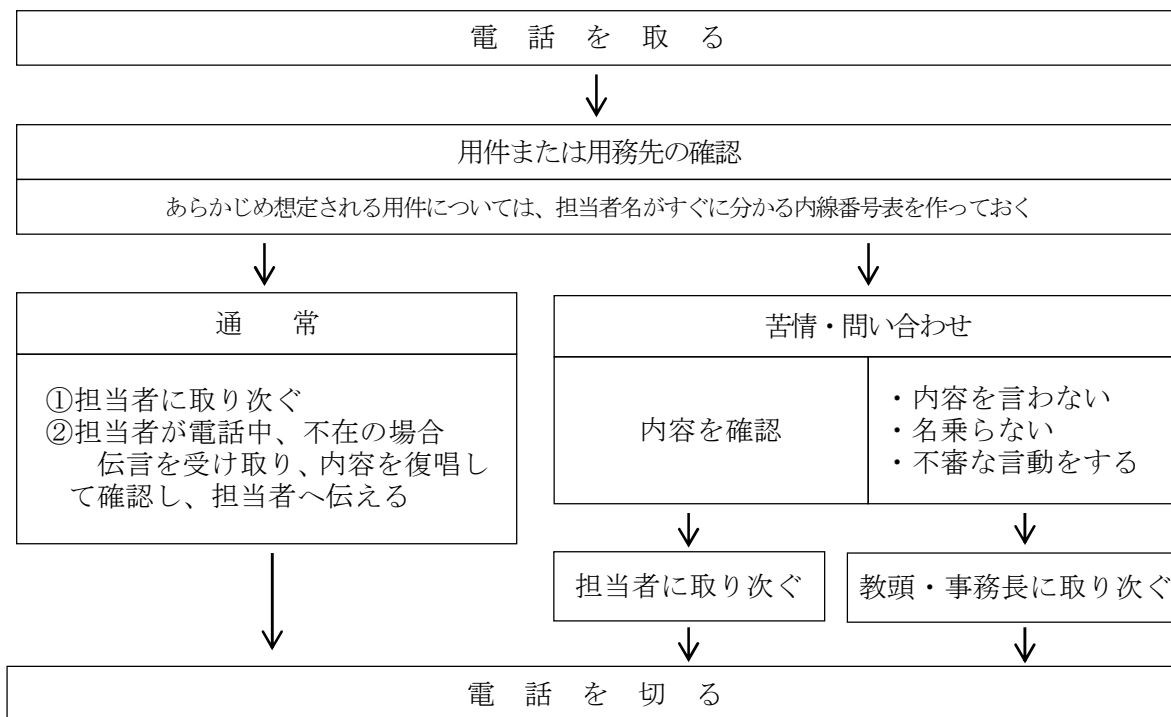 電話を取る
用件または用務先の確認
あらかじめ想定される用件については、担当者名がすぐに分かる内線番号表を作っておく
通常
①担当者に取り次ぐ
②担当者が電話中、不在の場合
伝言を受け取り、内容を復唱し
て確認し、担当者へ伝える
苦情・問い合わせ
内容を確認
・内容を言わない
・名乗らない
・不審な言動をする
担当者に取り次ぐ
教頭・事務長に取り次ぐ
電話を切る